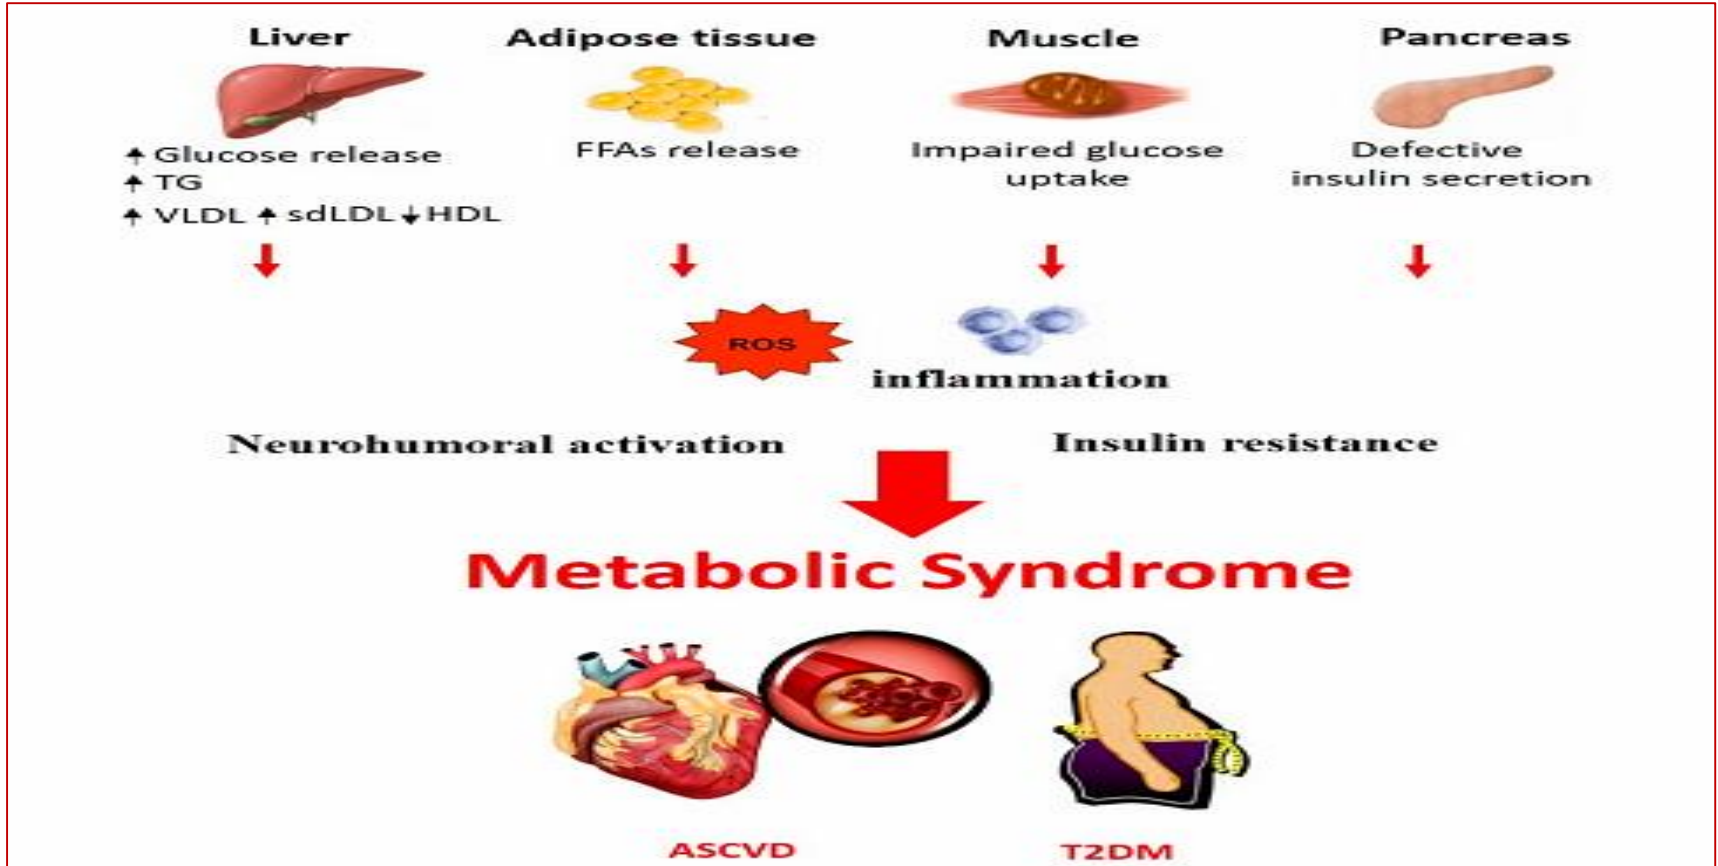 Liver
Adipose tissue
Muscle
Pancreas
↑ Glucose release
↑ TG
↑ VLDL ↑ sdLDL ↓ HDL
FFAs release
Impaired glucose
uptake
Defective
insulin secretion
ROS
inflammation
Neurohumoral activation
Insulin resistance
Metabolic Syndrome
ASCVD
T2DM